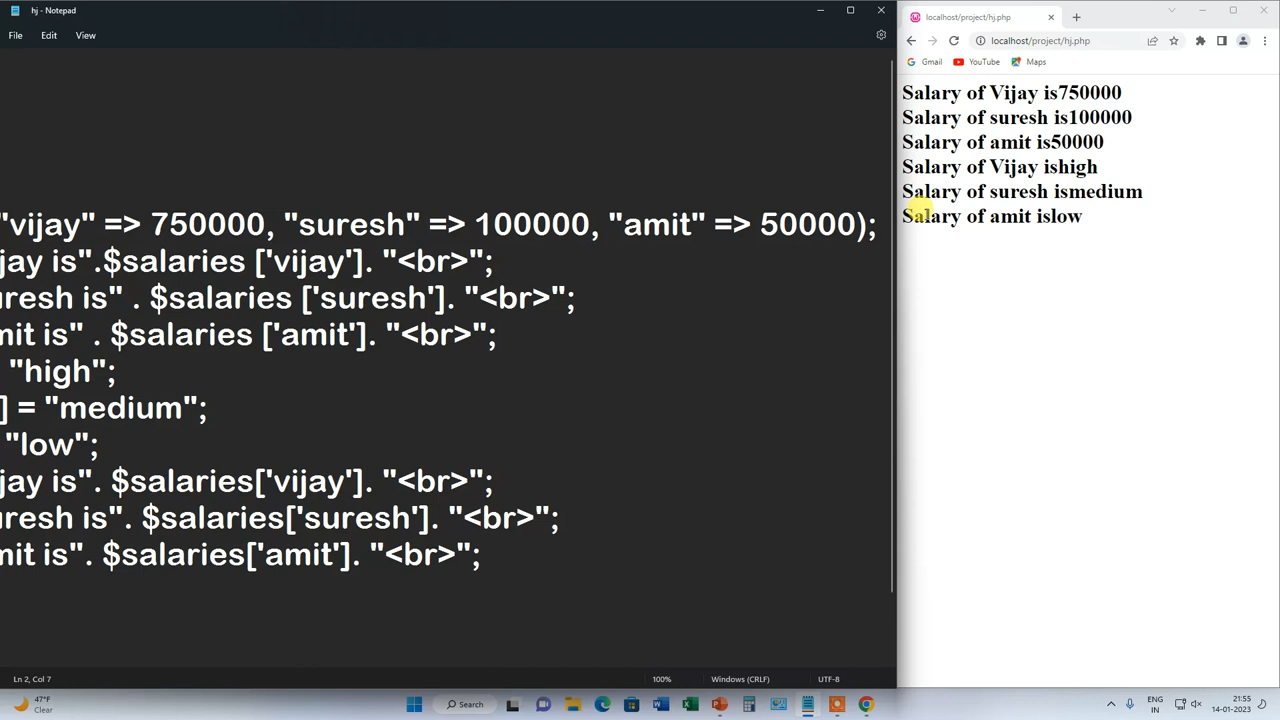 hj - Notepad
File Edit View
"vijay" => 750000, "suresh" => 100000, "amit" => 50000);
jay is".$salaries ['vijay']. "<br>";
uresh is" . $salaries ['suresh']. "<br>";
mit is" . $salaries ['amit']. "<br>";
"high";
] = "medium";
"low";
jay is". $salaries['vijay']. "<br>";
uresh is". $salaries['suresh']. "<br>";
mit is". $salaries['amit']. "<br>";
Ln 2, Col 7 100% Windows (CRLF) UTF-8
localhost/project/hj.php
localhost/project/hj.php
Gmail YouTube Maps
Salary of Vijay is750000
Salary of suresh is100000
Salary of amit is50000
Salary of Vijay ishigh
Salary of suresh ismedium
Salary of amit islow
47°F
Clear
Search
ENG
IN
21:55
14-01-2023